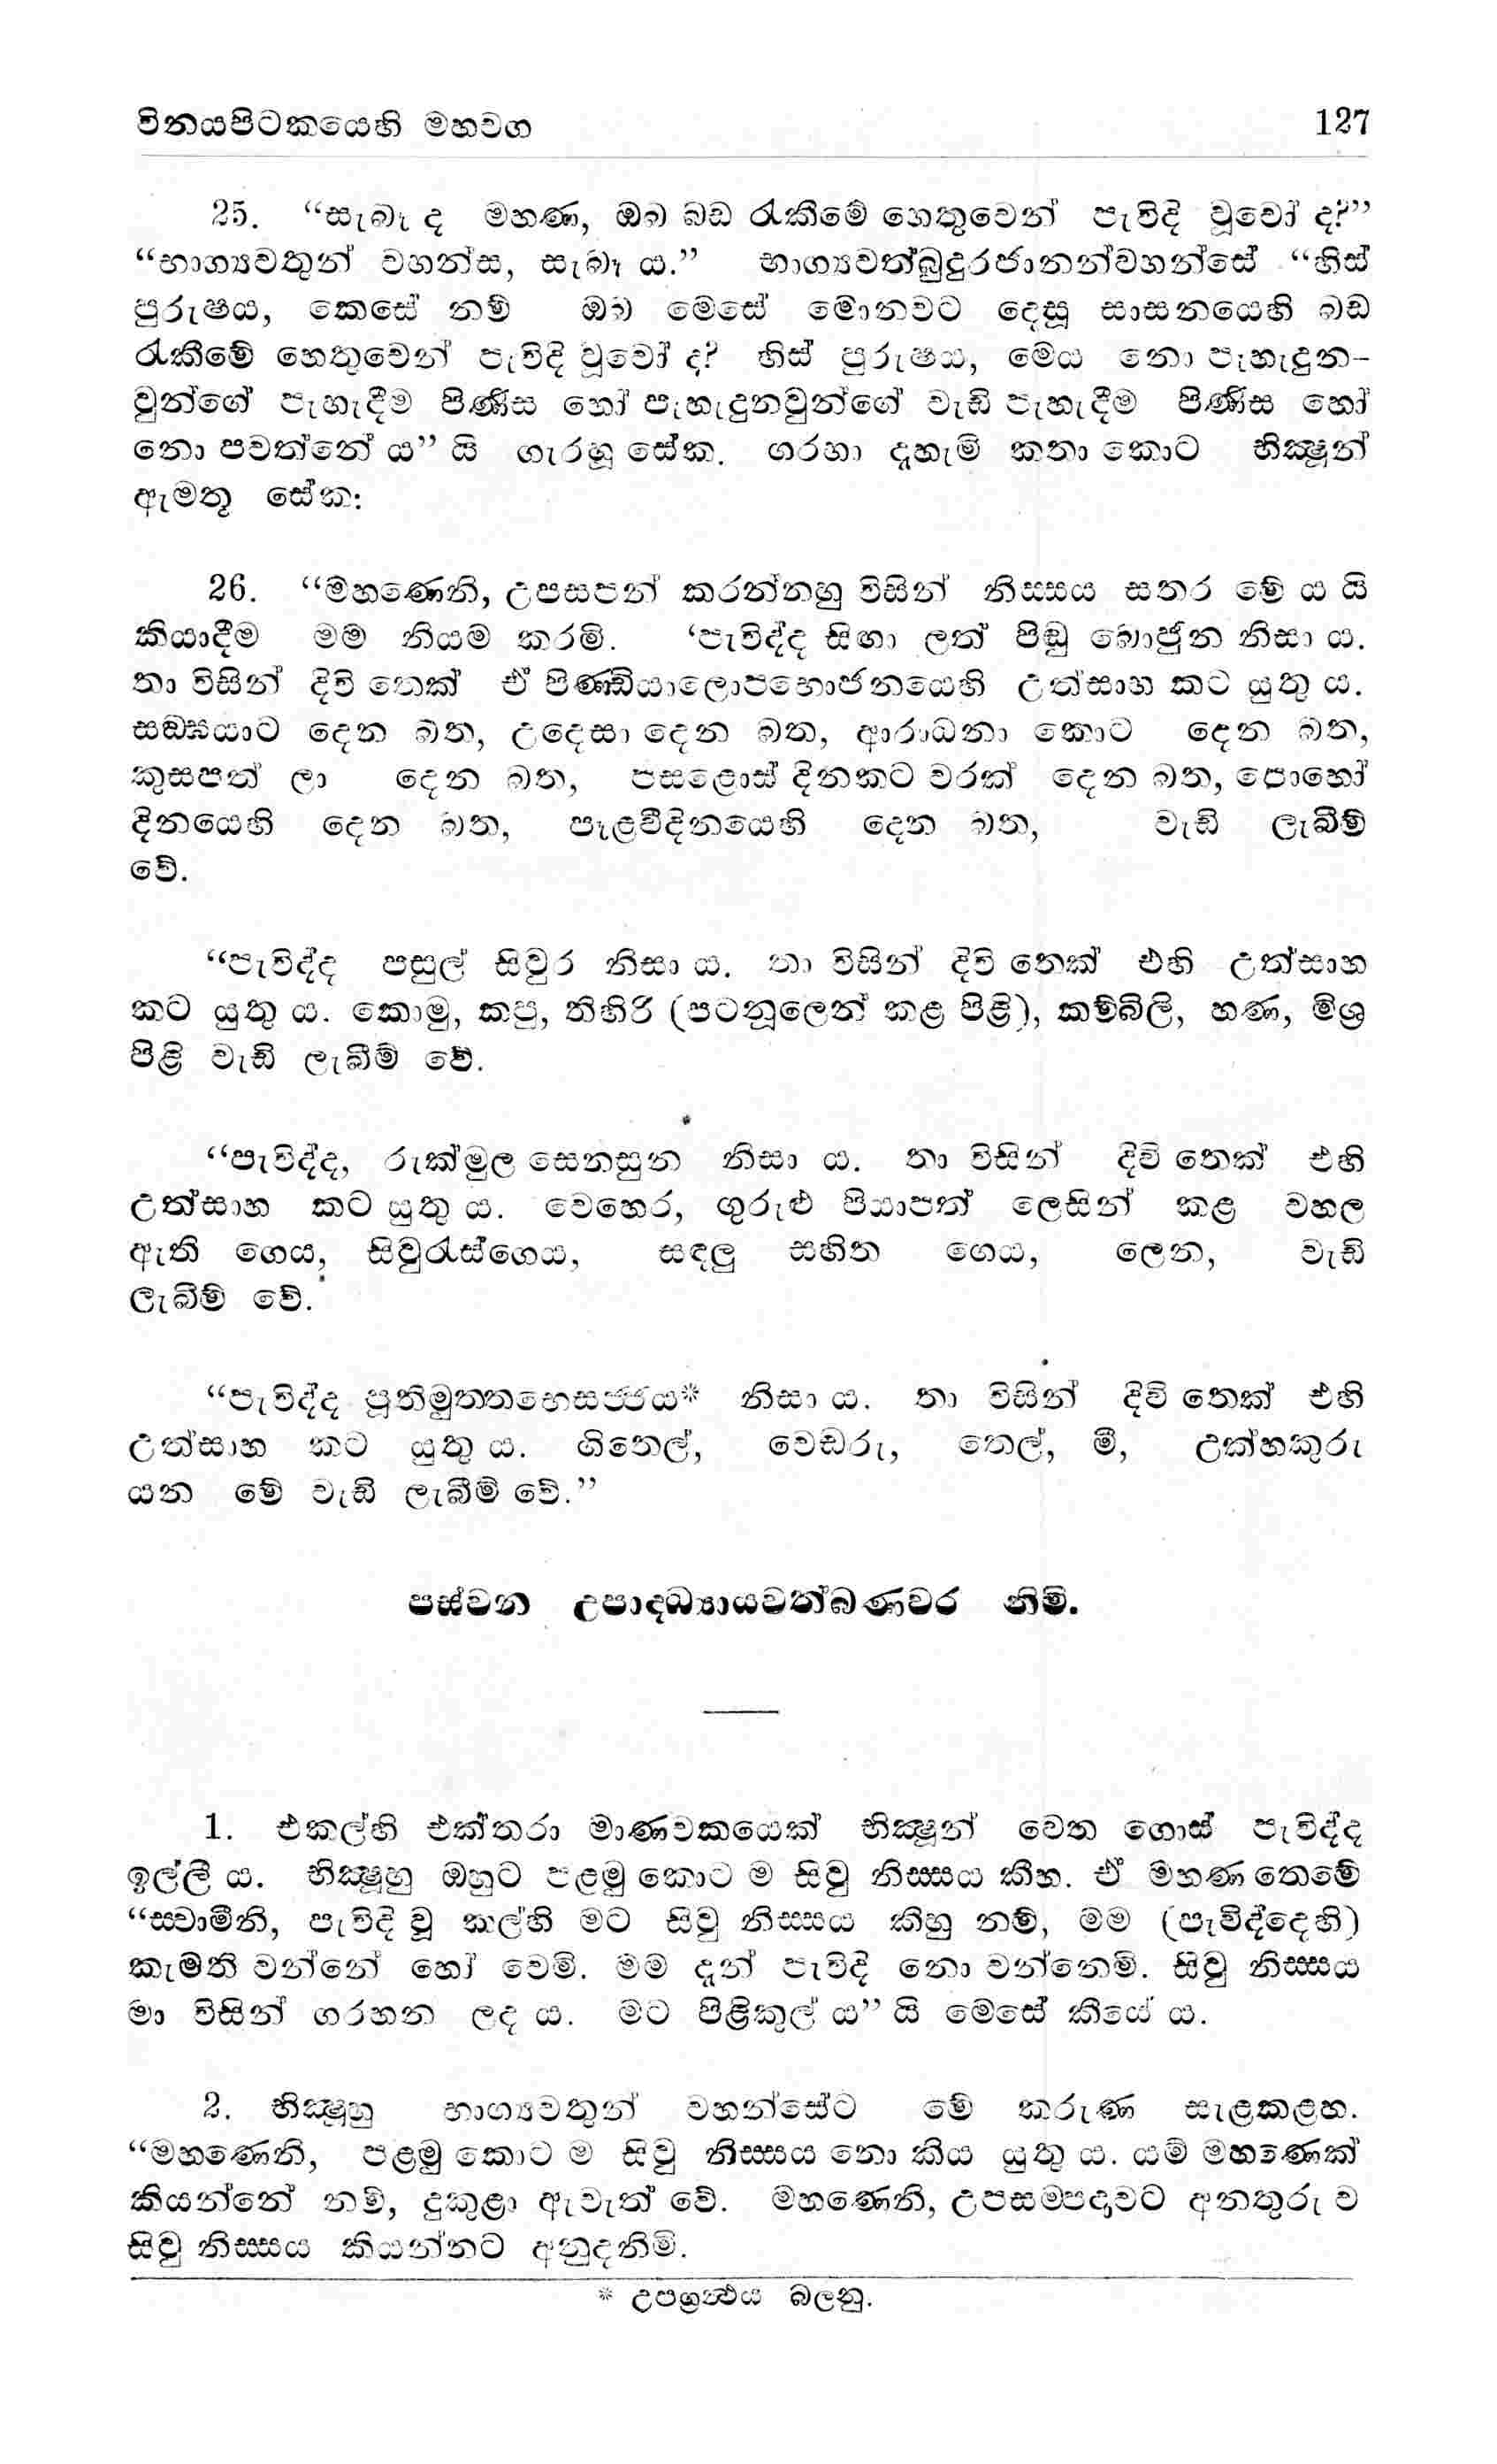 විනයපිටකයෙහි මහවග 127
25. “සැබෑ ද මහණ, ඔබ බඩ රැකීමේ හෙතුවෙන් පැවිදි වූවෝ ද?”
“භාග්‍යවතුන් වහන්ස, සැබෑ ය.” භාග්‍යවත්බුදුරජානන්වහන්සේ “හිස්
පුරුෂය, කෙසේ නම් ඔබ මෙසේ මොනවට දෙසූ සාසනයෙහි බඩ
රැකීමේ හෙතුවෙන් පැවිදි වූවෝ ද? හිස් පුරුෂය, මෙය නො පැහැදුන-
වුන්ගේ පැහැදීම පිණිස හෝ පැහැදුනවුන්ගේ වැඩි පැහැදීම පිණිස හෝ
නො පවත්නේ ය” යි ගැරහූ සේක. ගරහා දැහැමි කතා කොට භික්‍ෂූන්
ඇමතූ සේක:
26. “මහණෙනි, උපසපන් කරන්නහු විසින් නිස්සය සතර මේ ය යි
කියාදීම මම නියම කරමි. ‘පැවිද්ද සිඟා ලත් පිඬු බොජුන නිසා ය.
තා විසින් දිවි තෙක් ඒ පිණ්ඩියාලොපභොජනයෙහි උත්සාහ කට යුතු ය.
සඞ්ඝයාට දෙන බත, උදෙසා දෙන බත, ආරාධනා කොට දෙන බත,
කුසපත් ලා දෙන බත, පසළොස් දිනකට වරක් දෙන බත, පොහෝ
දිනයෙහි දෙන බත, පෑළවිදිනයෙහි දෙන බත, වැඩි ලැබීම්
වේ.
“පැවිද්ද පසුල් සිවුර නිසා ය. තා විසින් දිවි තෙක් එහි උත්සාහ
කට යුතු ය. කොමු, කපු, තිහිරි (පටනූලෙන් කළ පිළි), කම්බිලි, හණ, මිශ්‍ර
පිළි වැඩි ලැබීම් වේ.
“පැවිද්ද, රුක්මුල සෙනසුන නිසා ය. තා විසින් දිවි තෙක් එහි
උත්සාහ කට යුතු ය. වෙහෙර, ගුරුළු පියාපත් ලෙසින් කළ වහල
ඇති ගෙය, සිවුරැස්ගෙය, සඳලු සහිත ගෙය, ලෙන, වැඩි
ලැබීම් වේ.
“පැවිද්ද පූතිමුත්තභෙසජ්ජය* නිසා ය. තා විසින් දිවි තෙක් එහි
උත්සාහ කට යුතු ය. ගිතෙල්, වෙඬරු, තෙල්, මී, උක්හකුරු
යන මේ වැඩි ලැබීම් වේ.”
පස්වන උපාද්ධ්‍යායවත්බණවර නිමි.
1. එකල්හි එක්තරා මාණවකයෙක් භික්‍ෂූන් වෙත ගොස් පැවිද්ද
ඉල්ලී ය. භික්‍ෂූහු ඔහුට පළමු කොට ම සිවු නිස්සය කීහ. ඒ මහණ තෙමේ
“ස්වාමීනි, පැවිදි වූ කල්හි මට සිවු නිස්සය කීහු නම්, මම (පැවිද්දෙහි)
කැමති වන්නේ හෝ වෙමි. මම දැන් පැවිදි නො වන්නෙමි. සිවු නිස්සය
මා විසින් ගරහන ලද ය. මට පිළිකුල් ය” යි මෙසේ කීයේ ය.
2. භික්‍ෂූහු භාග්‍යවතුන් වහන්සේට මේ කරුණ සැළකළහ.
“මහණෙනි, පළමු කොට ම සිවු නිස්සය නො කිය යුතු ය. යම් මහණෙක්
කියන්නේ නම්, දුකුළා ඇවැත් වේ. මහණෙනි, උපසම්පදාවට අනතුරු ව
සිවු නිස්සය කියන්නට අනුදනිමි.
* උපග්‍රන්‍ථය බලනු.